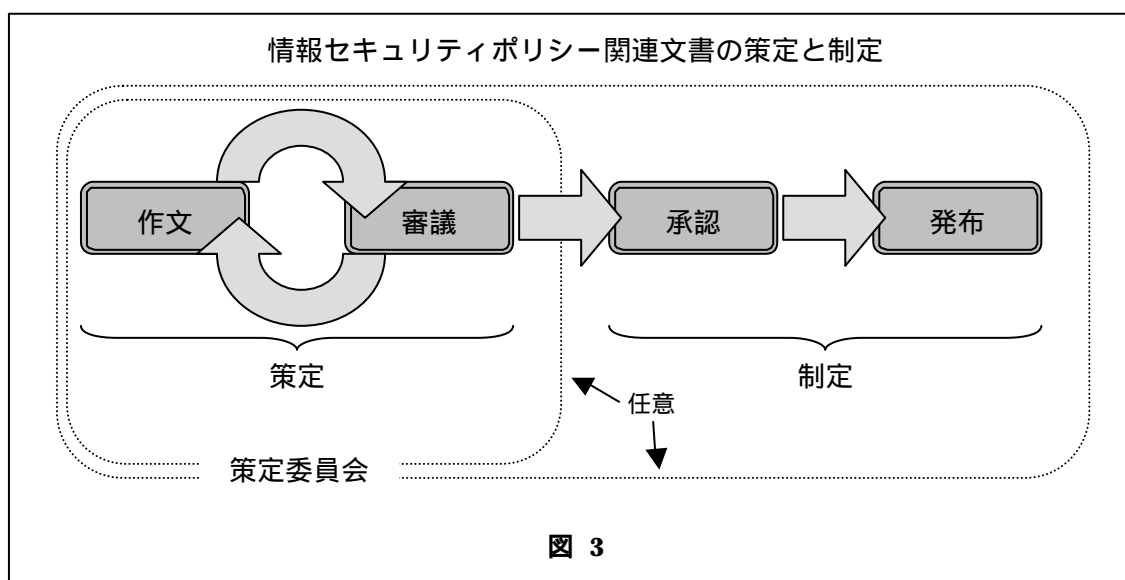 情報セキュリティポリシー関連文書の策定と制定
作文
審議
承認
発布
策定
制定
任意
策定委員会
図 3